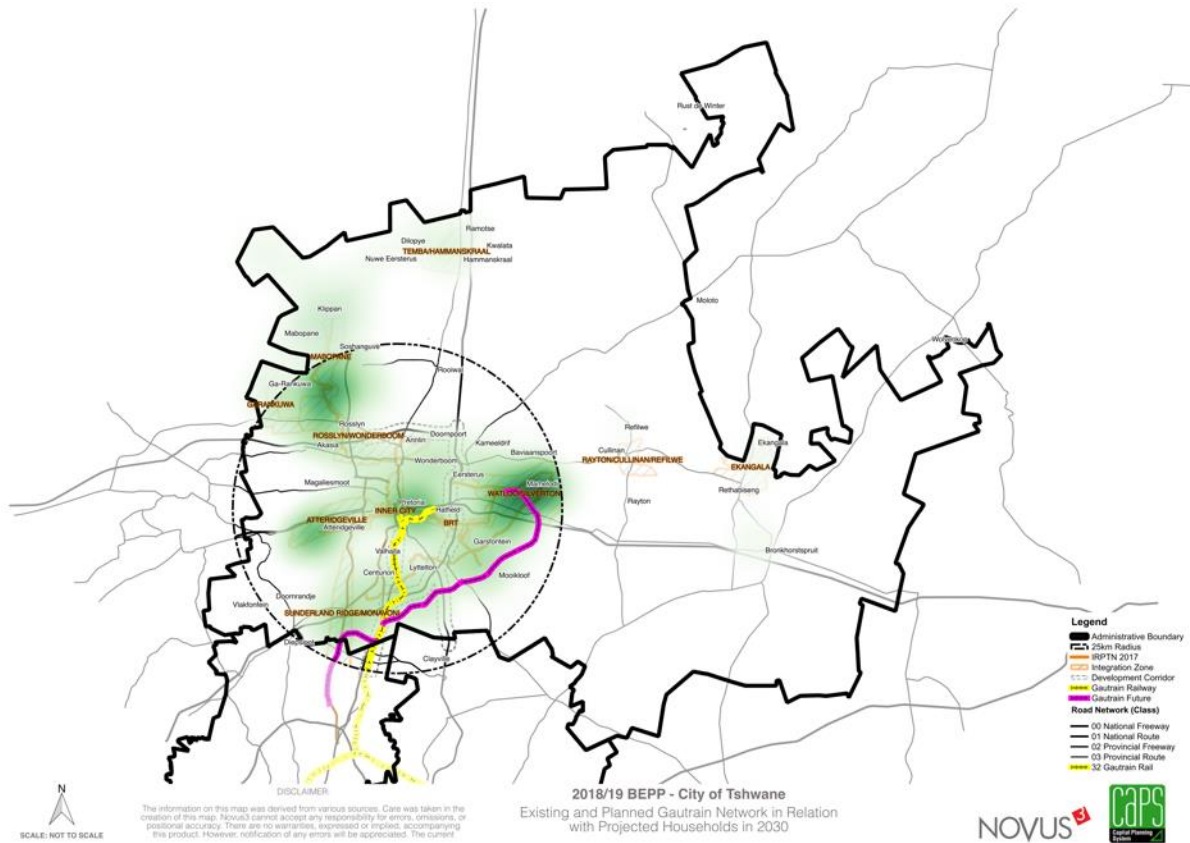 Rust de Winter
Ramotse
Dilopye
Kwalata
TEMBA/HAMMANSKRAAL
Nuwe Eersterus
Hammanskraal
Moloto
Klippan
Mabopane
Soshanguve
MABOPANE
Rooiwal
Ga-Rankuwa
GARANKUWA
Rosslyn
ROSSLYN/WONDERBOOM
Doornpoort
Akasia
Annlin
Kameeldrif
Refilwe
Ekangala
Cullinan
Baviaanspoort
Wonderboom
RAYTON/CULLINAN/REFILWE
EKANGALA
Eersterus
Magaliesmoot
Mamelodi
Rethabiseng
Pretoria
Rayton
INNER CITY
Hatfield
ATTERIDGEVILLE
BRT
Atteridgeville
Garsfontein
Valhalla
Bronkhorstspruit
Centurion
Lyttelton
Mooikloof
Doornrandje
Vlakfontein
SUNDERLAND RIDGE/MONAVONI
Diepsloot
Clayville
Legend
Administrative Boundary
25km Radius
IRPTN 2017
Integration Zone
Development Corridor
Gautrain Railway
Gautrain Future
Road Network (Class)
00 National Freeway
01 National Route
02 Provincial Freeway
03 Provincial Route
32 Gautrain Rail
N
SCALE: NOT TO SCALE
DISCLAIMER:
The information on this map was derived from various sources. Care was taken in the
creation of this map. Novus3 cannot accept any responsibility for errors, omissions, or
positional accuracy. There are no warranties, expressed or implied, accompanying
this product. However, notification of any errors will be appreciated. The current
2018/19 BEPP - City of Tshwane
Existing and Planned Gautrain Network in Relation
with Projected Households in 2030
NOVUS3
CAPS
Capital Planning
System